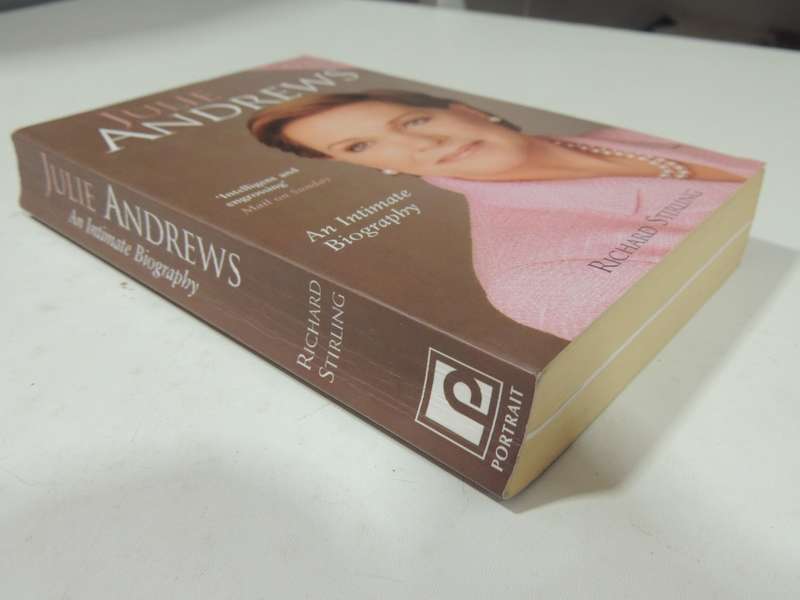 JULIE
ANDREWS
'Intelligent and
engrossing'
Mail on Sunday
An Intimate
Biography
RICHARD STIRLING
JULIE ANDREWS
An Intimate Biography
RICHARD
STIRLING
P
PORTRAIT